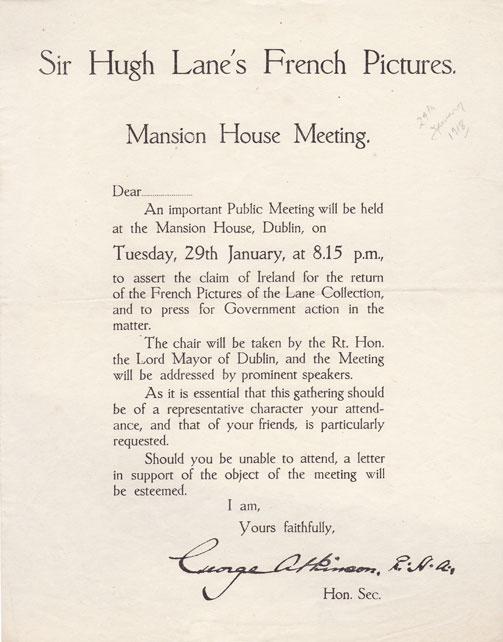 Sir Hugh Lane's French Pictures.
29th
January
1918
Mansion House Meeting.
Dear....................
An important Public Meeting will be held
at the Mansion House, Dublin, on
Tuesday, 29th January, at 8.15 p.m.,
to assert the claim of Ireland for the return
of the French Pictures of the Lane Collection,
and to press for Government action in the
matter.
The chair will be taken by the Rt. Hon.
the Lord Mayor of Dublin, and the Meeting
will be addressed by prominent speakers.
As it is essential that this gathering should
be of a representative character your attend-
ance, and that of your friends, is particularly
requested.
Should you be unable to attend, a letter
in support of the object of the meeting will
be esteemed.
I am,
Yours faithfully,
George Atkinson, R.H.A.,
Hon. Sec.